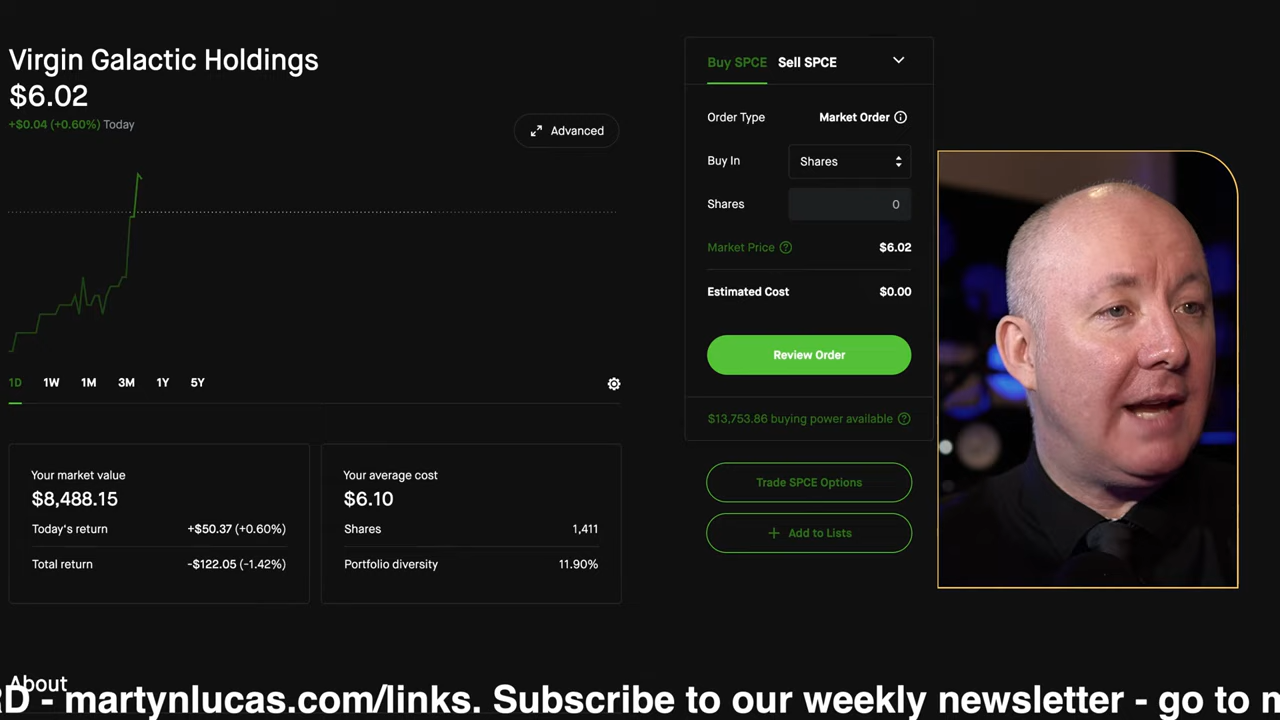 Virgin Galactic Holdings
$6.02
+$0.04 (+0.60%) Today
Advanced
1D 1W 1M 3M 1Y 5Y
Your market value
$8,488.15
Today's return +$50.37 (+0.60%)
Total return -$122.05 (-1.42%)
Your average cost
$6.10
Shares 1,411
Portfolio diversity 11.90%
Buy SPCE Sell SPCE
Order Type Market Order
Buy In Shares
Shares 0
Market Price $6.02
Estimated Cost $0.00
Review Order
$13,753.86 buying power available
Trade SPCE Options
Add to Lists
About
RD - martynlucas.com/links. Subscribe to our weekly newsletter - go to m